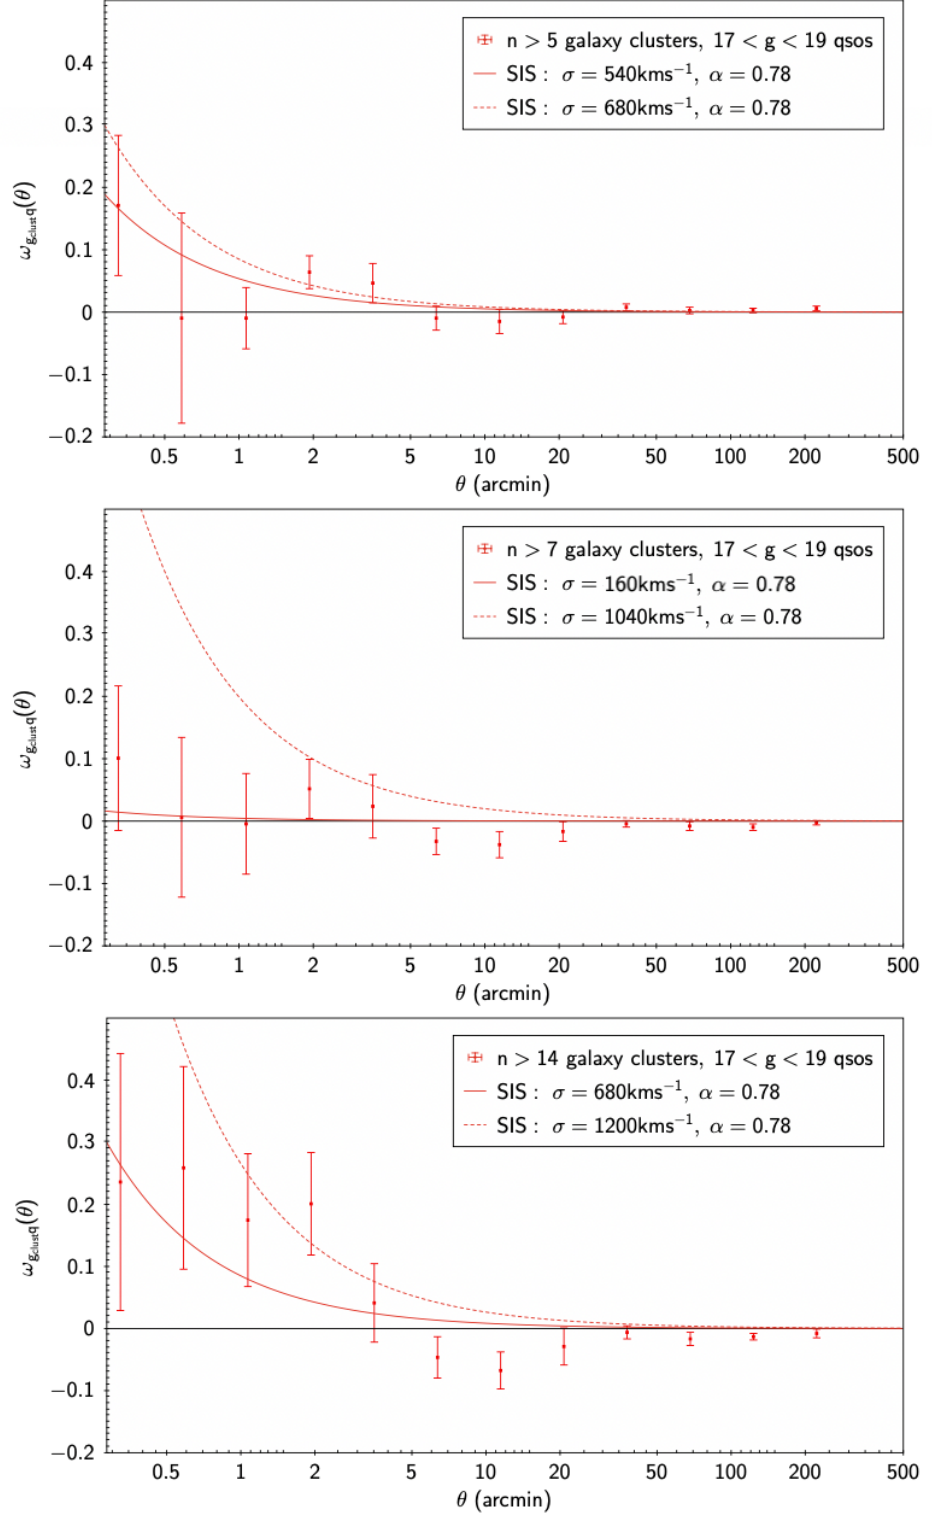 n > 5 galaxy clusters, 17 < g < 19 qsos
SIS : σ = 540kms⁻¹, α = 0.78
SIS : σ = 680kms⁻¹, α = 0.78
0.4
0.3
0.2
0.1
0
−0.1
−0.2
ω_{g_{clust}q}(θ)
0.5 1 2 5 10 20 50 100 200 500
θ (arcmin)
n > 7 galaxy clusters, 17 < g < 19 qsos
SIS : σ = 160kms⁻¹, α = 0.78
SIS : σ = 1040kms⁻¹, α = 0.78
0.4
0.3
0.2
0.1
0
−0.1
−0.2
ω_{g_{clust}q}(θ)
0.5 1 2 5 10 20 50 100 200 500
θ (arcmin)
n > 14 galaxy clusters, 17 < g < 19 qsos
SIS : σ = 680kms⁻¹, α = 0.78
SIS : σ = 1200kms⁻¹, α = 0.78
0.4
0.3
0.2
0.1
0
−0.1
−0.2
ω_{g_{clust}q}(θ)
0.5 1 2 5 10 20 50 100 200 500
θ (arcmin)